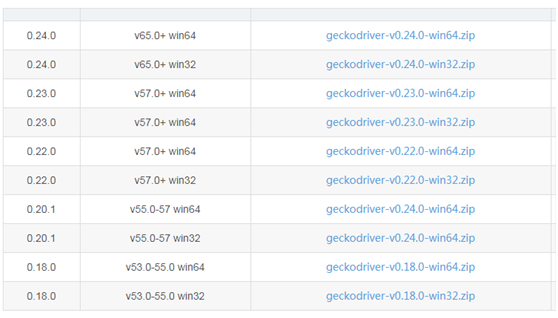 0.24.0 v65.0+ win64 geckodriver-v0.24.0-win64.zip
0.24.0 v65.0+ win32 geckodriver-v0.24.0-win32.zip
0.23.0 v57.0+ win64 geckodriver-v0.23.0-win64.zip
0.23.0 v57.0+ win32 geckodriver-v0.23.0-win32.zip
0.22.0 v57.0+ win64 geckodriver-v0.22.0-win64.zip
0.22.0 v57.0+ win32 geckodriver-v0.22.0-win32.zip
0.20.1 v55.0-57 win64 geckodriver-v0.24.0-win64.zip
0.20.1 v55.0-57 win32 geckodriver-v0.24.0-win64.zip
0.18.0 v53.0-55.0 win64 geckodriver-v0.18.0-win64.zip
0.18.0 v53.0-55.0 win32 geckodriver-v0.18.0-win32.zip